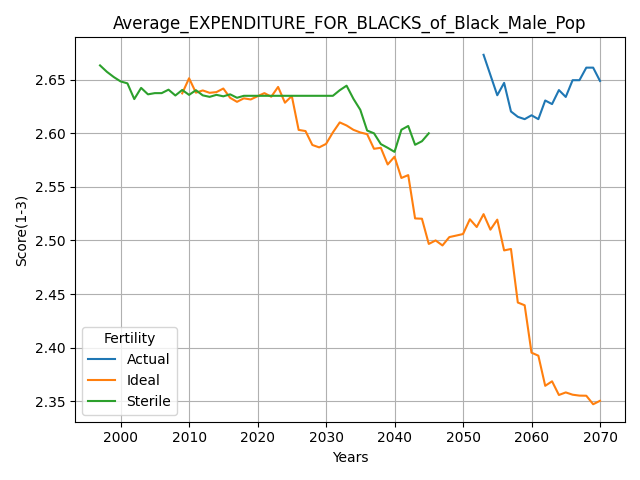 Average_EXPENDITURE_FOR_BLACKS_of_Black_Male_Pop
Score(1-3)
2.65
2.60
2.55
2.50
2.45
2.40
2.35
Fertility
Actual
Ideal
Sterile
2000 2010 2020 2030 2040 2050 2060 2070
Years